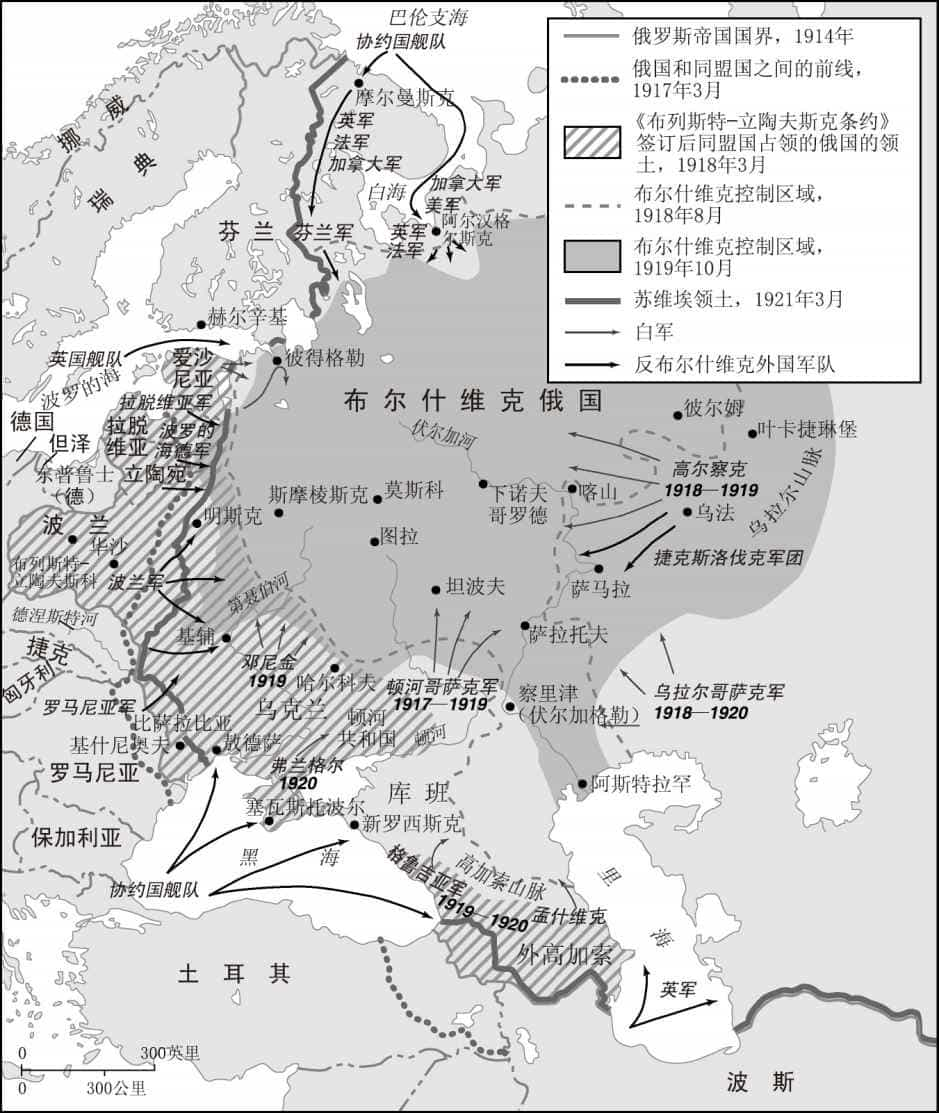 巴伦支海
协约国舰队
摩尔曼斯克
英军
法军
加拿大军
白海
加拿大军
美军
阿尔汉格
尔斯克
英军
法军
挪威
瑞典
芬兰
芬兰军
俄罗斯帝国国界，1914年
俄国和同盟国之间的前线，
1917年3月
《布列斯特-立陶夫斯克条约》
签订后同盟国占领的俄国的领
土，1918年3月
布尔什维克控制区域，
1918年8月
布尔什维克控制区域，
1919年10月
苏维埃领土，1921年3月
白军
反布尔什维克外国军队
赫尔辛基
英国舰队
波罗的海
爱沙
尼亚
彼得格勒
拉脱维亚军
德国
但泽
拉脱
维亚
波罗的
海德军
东普鲁士
（德）
立陶宛
布尔什维克俄国
伏尔加河
彼尔姆
叶卡捷琳堡
乌拉尔山脉
高尔察克
1918—1919
乌法
捷克斯洛伐克军团
斯摩棱斯克
莫斯科
下诺夫
哥罗德
喀山
明斯克
图拉
萨马拉
波兰
华沙
布列斯特-
立陶夫斯科
波兰军
第聂伯河
坦波夫
萨拉托夫
德涅斯特河
基辅
捷克
匈牙利
邓尼金
1919
哈尔科夫
顿河哥萨克军
1917—1919
察里津
（伏尔加格勒）
乌拉尔哥萨克军
1918—1920
罗马尼亚军
乌克兰
比萨拉比亚
基什尼奥夫
敖德萨
顿河
共和国
顿河
罗马尼亚
弗兰格尔
1920
库班
阿斯特拉罕
塞瓦斯托波尔
新罗西斯克
保加利亚
黑海
协约国舰队
格鲁吉亚军
1919—1920
高加索山脉
孟什维克
外高加索
里海
土耳其
英军
波斯
0
300英里
0
300公里